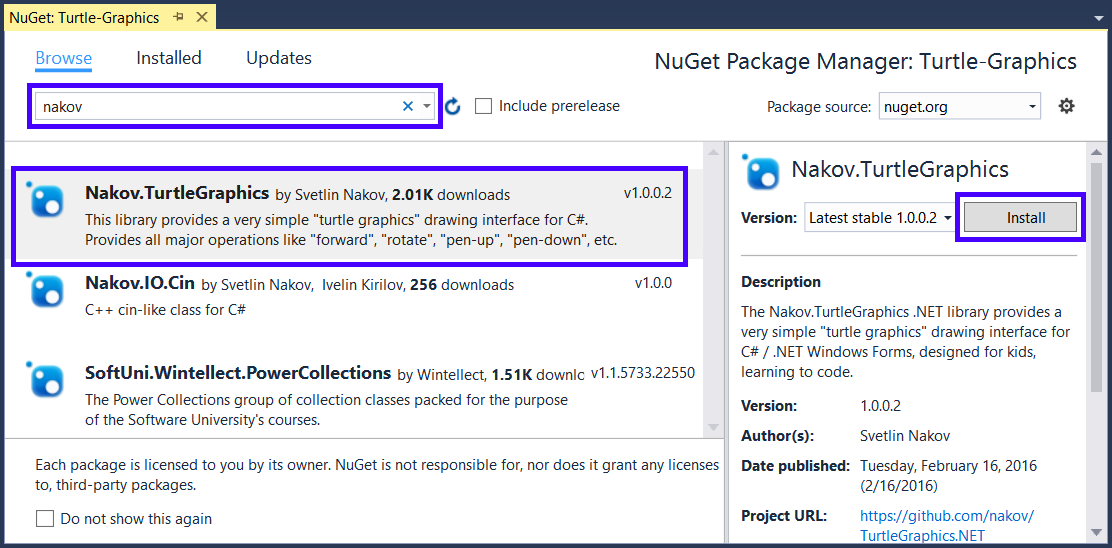 NuGet: Turtle-Graphics
Browse Installed Updates
NuGet Package Manager: Turtle-Graphics
nakov
Include prerelease
Package source: nuget.org
Nakov.TurtleGraphics by Svetlin Nakov, 2.01K downloads v1.0.0.2
This library provides a very simple "turtle graphics" drawing interface for C#.
Provides all major operations like "forward", "rotate", "pen-up", "pen-down", etc.
Nakov.IO.Cin by Svetlin Nakov, Ivelin Kirilov, 256 downloads v1.0.0
C++ cin-like class for C#
SoftUni.Wintellect.PowerCollections by Wintellect, 1.51K downlo v1.1.5733.22550
The Power Collections group of collection classes packed for the purpose
of the Software University's courses.
Each package is licensed to you by its owner. NuGet is not responsible for, nor does it grant any licenses
to, third-party packages.
Do not show this again
Nakov.TurtleGraphics
Version: Latest stable 1.0.0.2 Install
Description
The Nakov.TurtleGraphics .NET library provides a
very simple "turtle graphics" drawing interface for
C# / .NET Windows Forms, designed for kids,
learning to code.
Version: 1.0.0.2
Author(s): Svetlin Nakov
Date published: Tuesday, February 16, 2016
(2/16/2016)
Project URL: https://github.com/nakov/
TurtleGraphics.NET